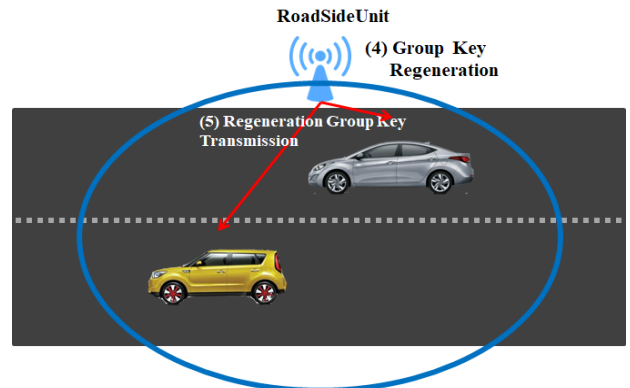 RoadSideUnit
(4) Group Key
Regeneration
(5) Regeneration Group Key
Transmission